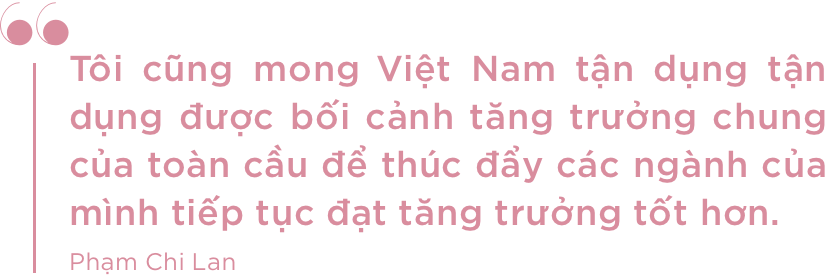 Tôi cũng mong Việt Nam tận dụng tận
dụng được bối cảnh tăng trưởng chung
của toàn cầu để thúc đẩy các ngành của
mình tiếp tục đạt tăng trưởng tốt hơn.
Phạm Chi Lan